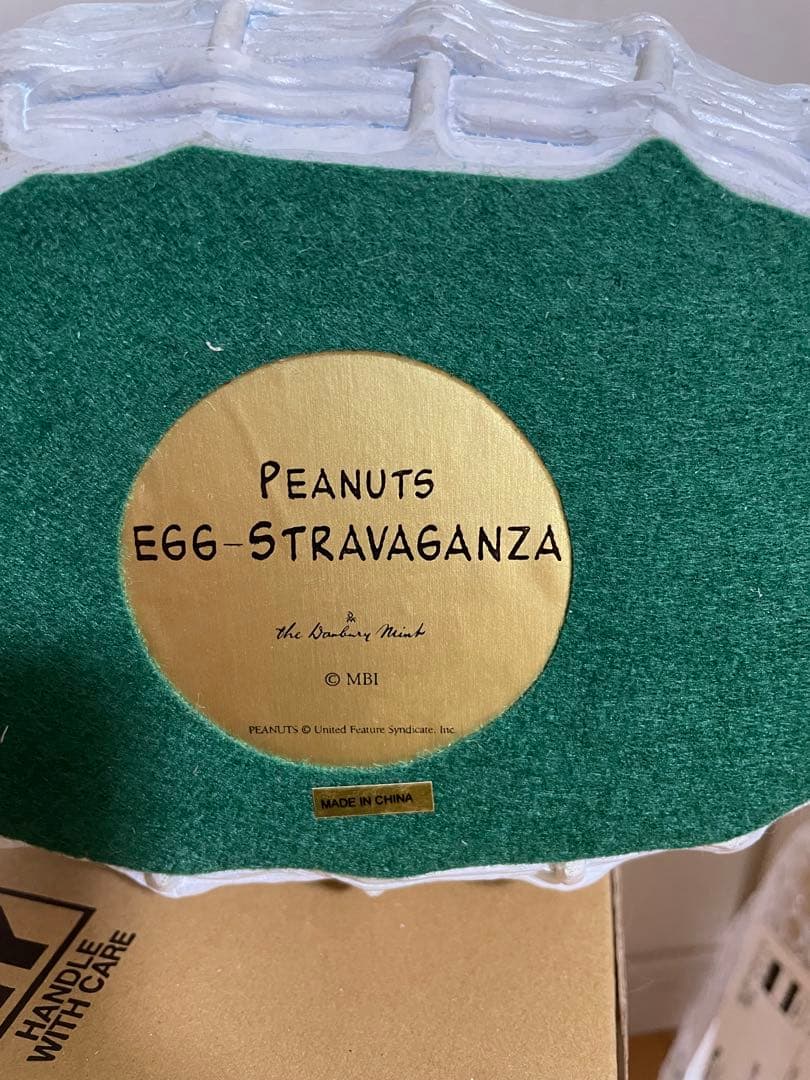 PEANUTS
EGG-STRAVAGANZA
the Danbury Mint
© MBI
PEANUTS © United Feature Syndicate, Inc.
MADE IN CHINA
HANDLE
WITH CARE